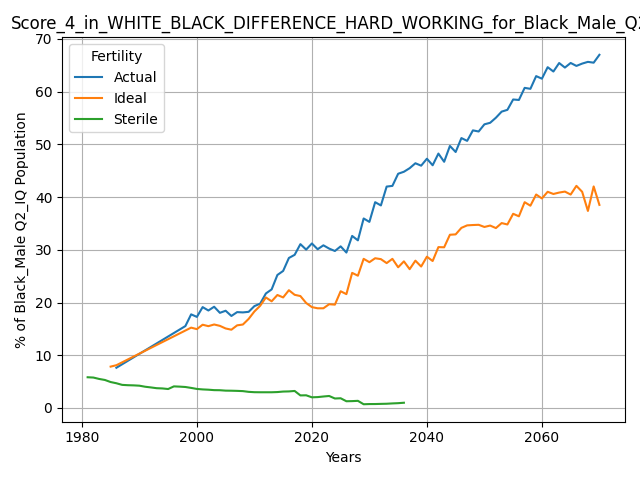 Score_4_in_WHITE_BLACK_DIFFERENCE_HARD_WORKING_for_Black_Male_Q2
Fertility
Actual
Ideal
Sterile
% of Black_Male Q2_IQ Population
70
60
50
40
30
20
10
0
1980 2000 2020 2040 2060
Years